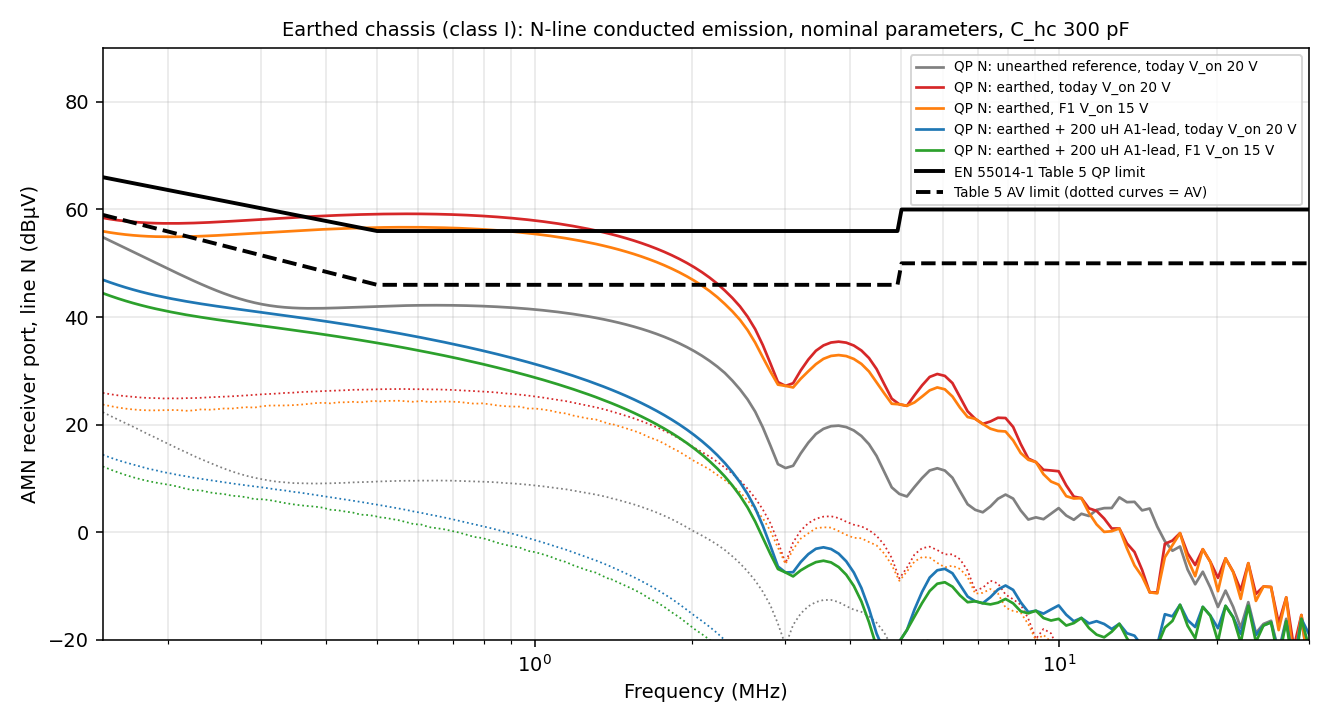 Earthed chassis (class I): N-line conducted emission, nominal parameters, C_hc 300 pF
QP N: unearthed reference, today V_on 20 V
QP N: earthed, today V_on 20 V
QP N: earthed, F1 V_on 15 V
QP N: earthed + 200 uH A1-lead, today V_on 20 V
QP N: earthed + 200 uH A1-lead, F1 V_on 15 V
EN 55014-1 Table 5 QP limit
Table 5 AV limit (dotted curves = AV)
AMN receiver port, line N (dBµV)
80
60
40
20
0
−20
10⁰
10¹
Frequency (MHz)